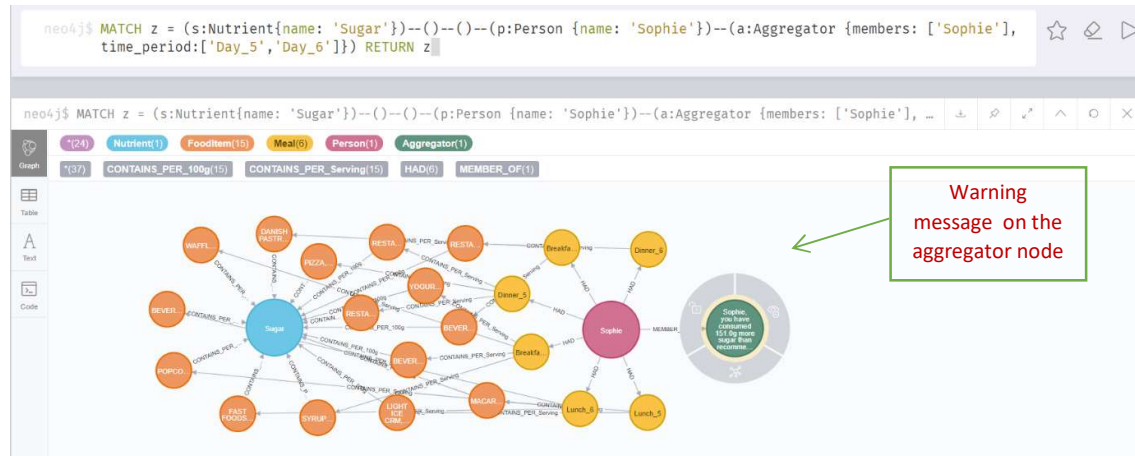 neo4j$ MATCH z = (s:Nutrient{name: 'Sugar'})--()--()--(p:Person {name: 'Sophie'})--(a:Aggregator {members: ['Sophie'],
time_period:['Day_5','Day_6']}) RETURN z
neo4j$ MATCH z = (s:Nutrient{name: 'Sugar'})--()--()--(p:Person {name: 'Sophie'})--(a:Aggregator {members: ['Sophie'], …
*(24) Nutrient(1) FoodItem(15) Meal(6) Person(1) Aggregator(1)
*(37) CONTAINS_PER_100g(15) CONTAINS_PER_Serving(15) HAD(6) MEMBER_OF(1)
Graph
Table
A
Text
Code
Warning
message on the
aggregator node
WAFFL…
DANISH
PASTR…
RESTA…
RESTA…
Breakfa…
Dinner_6
PIZZA…
YOGUR…
Dinner_5
BEVER…
RESTA…
BEVER…
Sugar
Sophie
MEMBER_
Sophie,
you have
consumed
151.0g more
sugar than
recomme…
BEVER…
CONTAINS_PER_Serving
Breakfa…
HAD
POPCO…
MACAR…
FAST
FOODS…
SYRUP…
LIGHT
ICE
CRM…
Lunch_6
Lunch_5